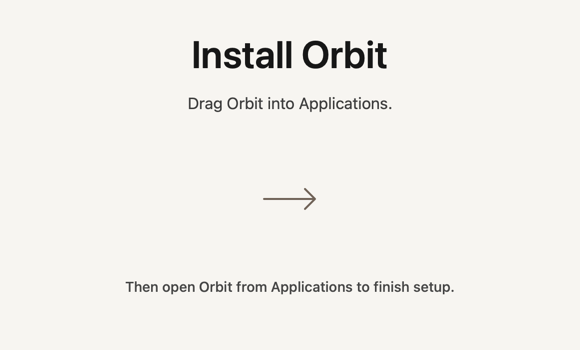 Install Orbit
Drag Orbit into Applications.
Then open Orbit from Applications to finish setup.